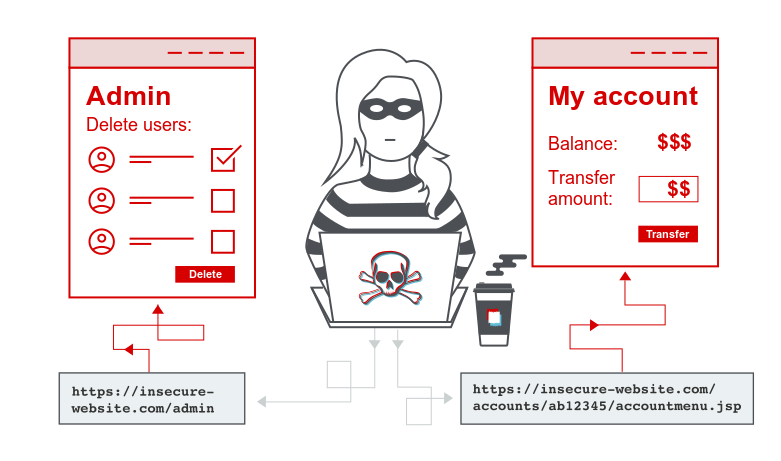 Admin
Delete users:
Delete
My account
Balance: $$$
Transfer
amount: $$
Transfer
https://insecure-
website.com/admin
https://insecure-website.com/
accounts/ab12345/accountmenu.jsp